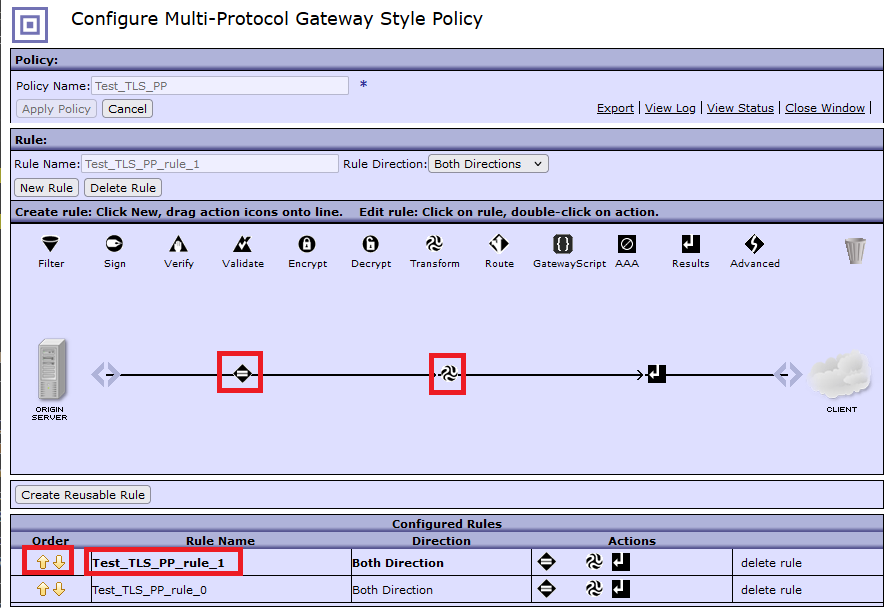 Configure Multi-Protocol Gateway Style Policy
Policy:
Policy Name: Test_TLS_PP *
Apply Policy Cancel Export | View Log | View Status | Close Window |
Rule:
Rule Name: Test_TLS_PP_rule_1 Rule Direction: Both Directions
New Rule Delete Rule
Create rule: Click New, drag action icons onto line. Edit rule: Click on rule, double-click on action.
Filter Sign Verify Validate Encrypt Decrypt Transform Route GatewayScript AAA Results Advanced
ORIGIN
SERVER
CLIENT
Create Reusable Rule
Configured Rules
Order Rule Name Direction Actions
Test_TLS_PP_rule_1 Both Direction delete rule
Test_TLS_PP_rule_0 Both Direction delete rule